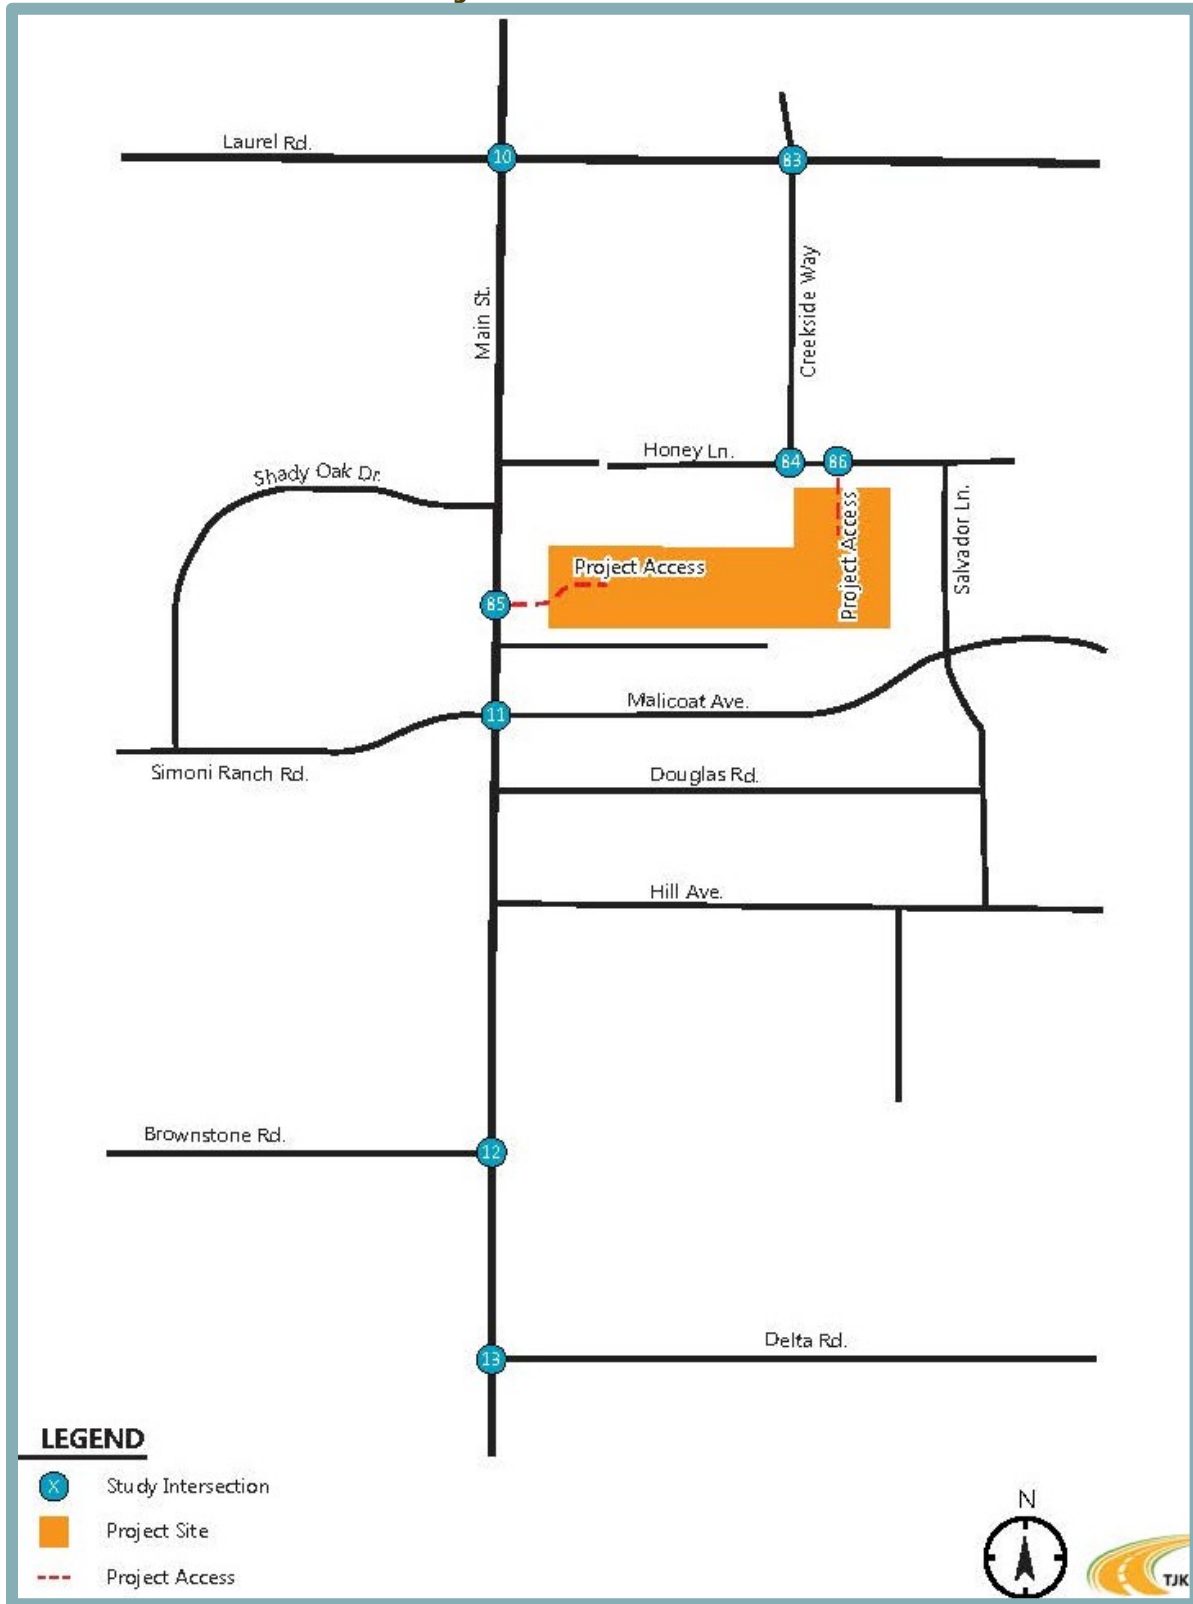 Laurel Rd.
10
83
Main St.
Creekside Way
Honey Ln.
84
86
Shady Oak Dr.
Salvador Ln.
Project Access
Project Access
85
Malicoat Ave.
11
Simoni Ranch Rd.
Douglas Rd.
Hill Ave.
Brownstone Rd.
12
Delta Rd.
13
LEGEND
X Study Intersection
Project Site
Project Access
N
TJK